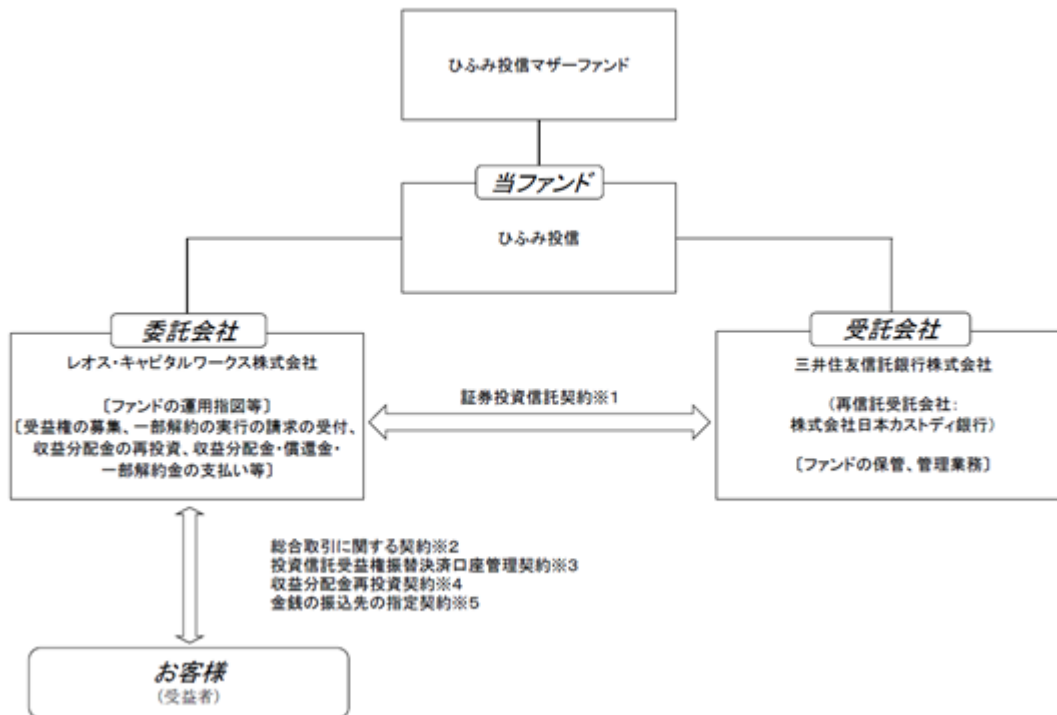 ひふみ投信マザーファンド
当ファンド
ひふみ投信
委託会社
レオス・キャピタルワークス株式会社
〔ファンドの運用指図等〕
〔受益権の募集、一部解約の実行の請求の受付、
収益分配金の再投資、収益分配金・償還金・
一部解約金の支払い等〕
証券投資信託契約※1
受託会社
三井住友信託銀行株式会社
(再信託受託会社:
株式会社日本カストディ銀行)
〔ファンドの保管、管理業務〕
総合取引に関する契約※2
投資信託受益権振替決済口座管理契約※3
収益分配金再投資契約※4
金銭の振込先の指定契約※5
お客様
(受益者)